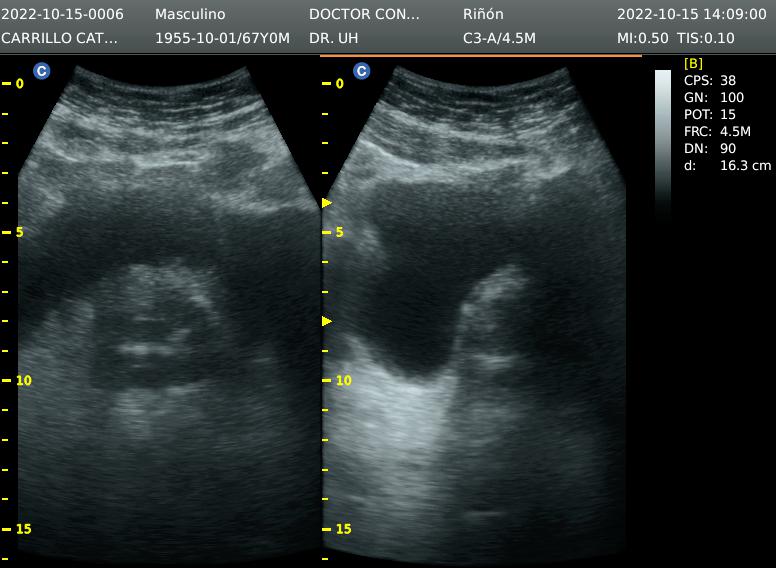 2022-10-15-0006 Masculino DOCTOR CON... Riñón 2022-10-15 14:09:00
CARRILLO CAT... 1955-10-01/67Y0M DR. UH C3-A/4.5M MI:0.50 TIS:0.10
C C
[B]
CPS: 38
GN: 100
POT: 15
FRC: 4.5M
DN: 90
d: 16.3 cm
0 0
5 5
10 10
15 15